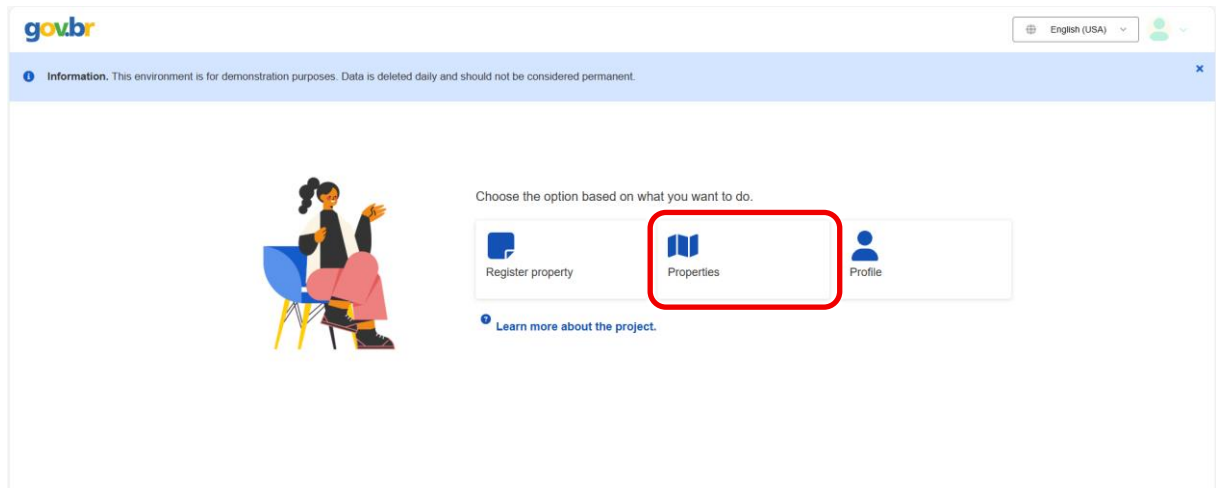 gov.br
English (USA)
Information. This environment is for demonstration purposes. Data is deleted daily and should not be considered permanent.
Choose the option based on what you want to do.
Register property
Properties
Profile
Learn more about the project.